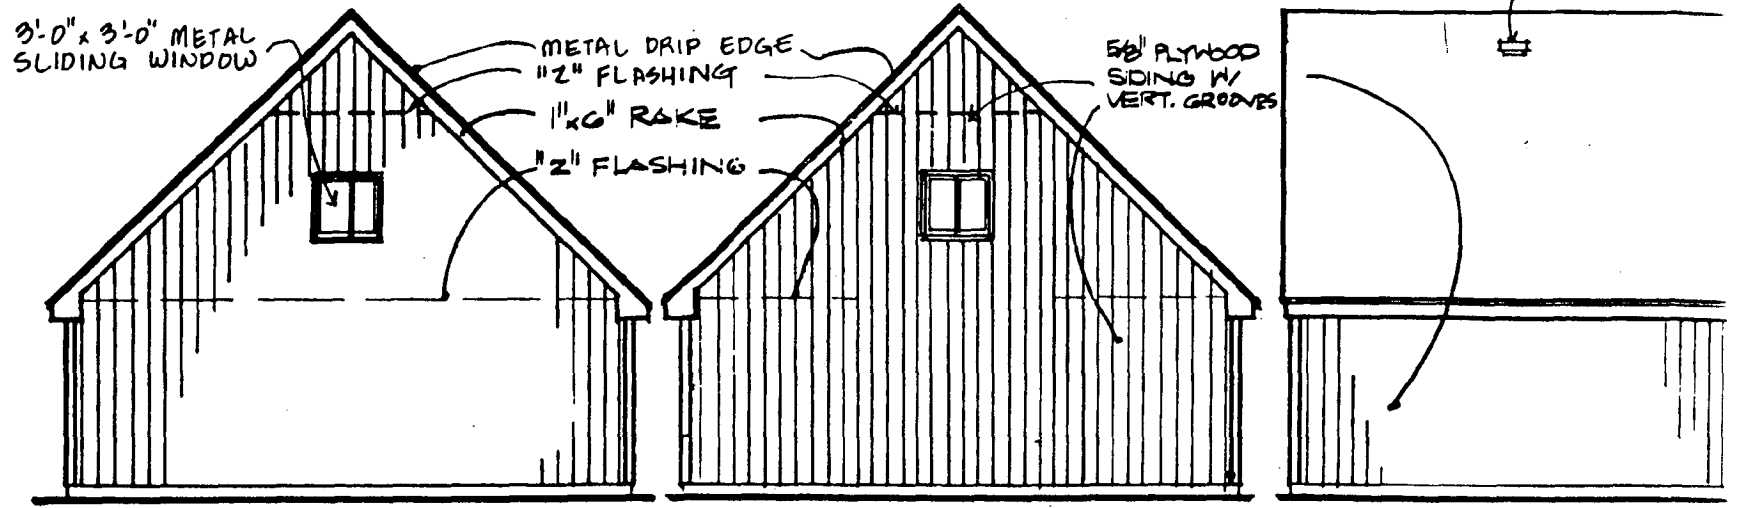 3'-0" x 3'-0" METAL
SLIDING WINDOW
METAL DRIP EDGE
"Z" FLASHING
1"x6" RAKE
"Z" FLASHING
5/8" PLYWOOD
SIDING W/
VERT. GROOVES